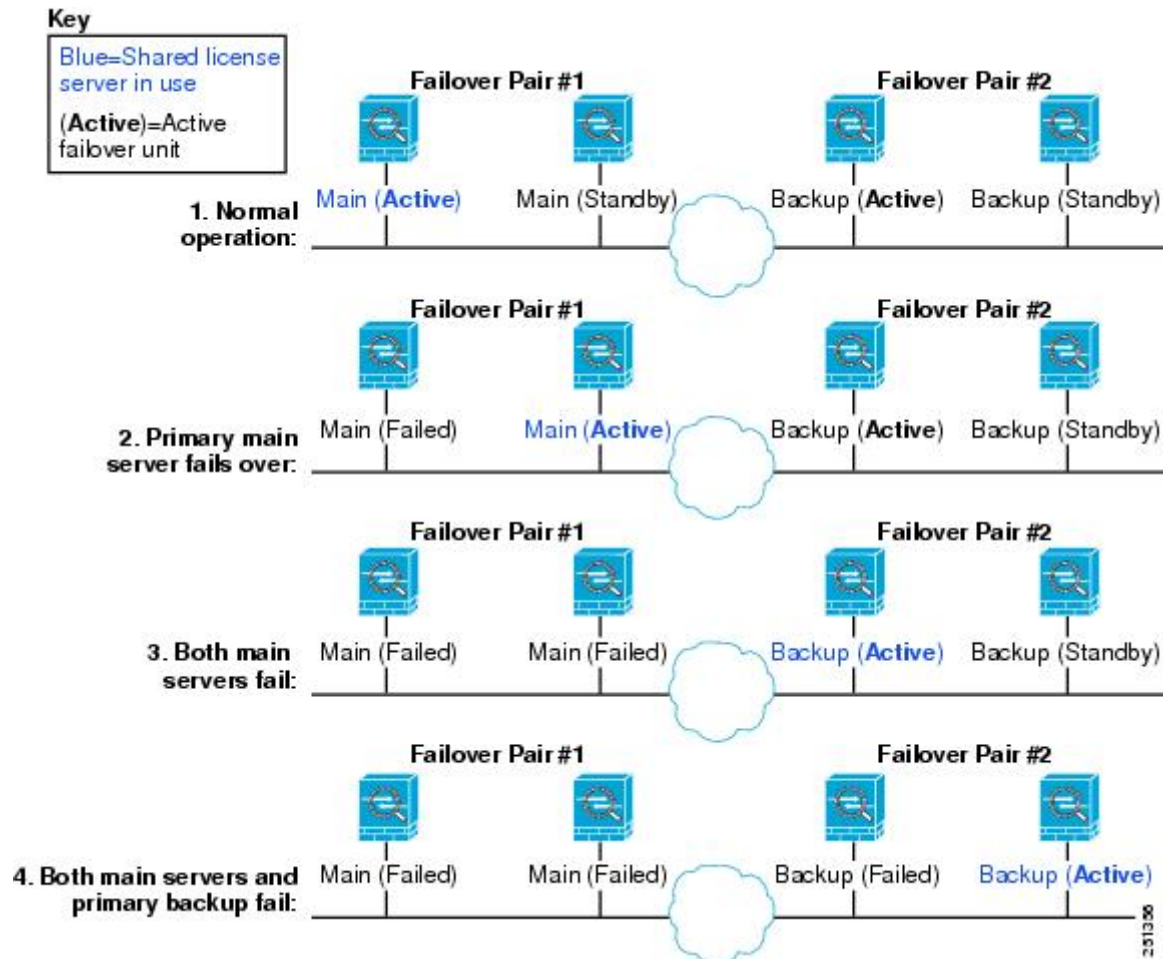 Key
Blue=Shared license
server in use
(Active)=Active
failover unit
Failover Pair #1
Failover Pair #2
1. Normal
operation:
Main (Active)
Main (Standby)
Backup (Active)
Backup (Standby)
Failover Pair #1
Failover Pair #2
2. Primary main
server fails over:
Main (Failed)
Main (Active)
Backup (Active)
Backup (Standby)
Failover Pair #1
Failover Pair #2
3. Both main
servers fail:
Main (Failed)
Main (Failed)
Backup (Active)
Backup (Standby)
Failover Pair #1
Failover Pair #2
4. Both main servers and
primary backup fail:
Main (Failed)
Main (Failed)
Backup (Failed)
Backup (Active)